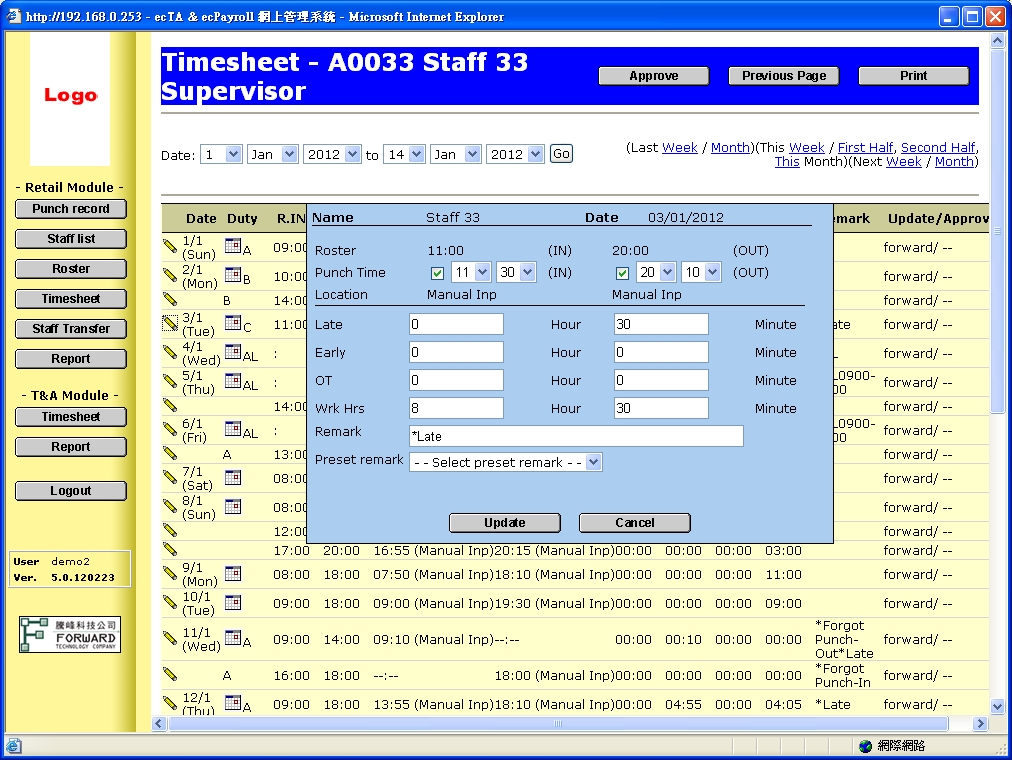 http://192.168.0.253 - ecTA & ecPayroll 網上管理系統 - Microsoft Internet Explorer
Logo
- Retail Module -
Punch record
Staff list
Roster
Timesheet
Staff Transfer
Report
- T&A Module -
Timesheet
Report
Logout
User demo2
Ver. 5.0.120223
騰峰科技公司
FORWARD
TECHNOLOGY COMPANY
Timesheet - A0033 Staff 33
Supervisor
Approve Previous Page Print
Date: 1 Jan 2012 to 14 Jan 2012 Go
(Last Week / Month)(This Week / First Half, Second Half,
This Month)(Next Week / Month)
Date Duty R.IN mark Update/Approv
1/1 (Sun) A 09:00 forward/ --
2/1 (Mon) B 10:00 forward/ --
B 14:00 forward/ --
3/1 (Tue) C 11:00 ate forward/ --
4/1 (Wed) AL : forward/ --
5/1 (Thu) AL : L0900- 00 forward/ --
14:00 forward/ --
6/1 (Fri) AL : L0900- 00 forward/ --
A 13:00 forward/ --
7/1 (Sat) 08:00 forward/ --
8/1 (Sun) 08:00 forward/ --
12:00 forward/ --
17:00 20:00 16:55 (Manual Inp)20:15 (Manual Inp)00:00 00:00 00:00 03:00 forward/ --
9/1 (Mon) 08:00 18:00 07:50 (Manual Inp)18:10 (Manual Inp)00:00 00:00 00:00 11:00 forward/ --
10/1 (Tue) 09:00 18:00 09:00 (Manual Inp)19:30 (Manual Inp)00:00 00:00 00:00 09:00 forward/ --
11/1 (Wed) A 09:00 14:00 09:10 (Manual Inp)--:-- 00:00 00:10 00:00 00:00 *Forgot Punch-Out*Late forward/ --
A 16:00 18:00 --:-- 18:00 (Manual Inp)00:00 00:00 00:00 00:00 *Forgot Punch-In forward/ --
12/1 (Thu) A 09:00 18:00 13:55 (Manual Inp)18:10 (Manual Inp)00:00 04:55 00:00 04:05 *Late forward/ --
Name Staff 33 Date 03/01/2012
Roster 11:00 (IN) 20:00 (OUT)
Punch Time 11 30 (IN) 20 10 (OUT)
Location Manual Inp Manual Inp
Late 0 Hour 30 Minute
Early 0 Hour 0 Minute
OT 0 Hour 0 Minute
Wrk Hrs 8 Hour 30 Minute
Remark *Late
Preset remark - - Select preset remark - -
Update Cancel
網際網路